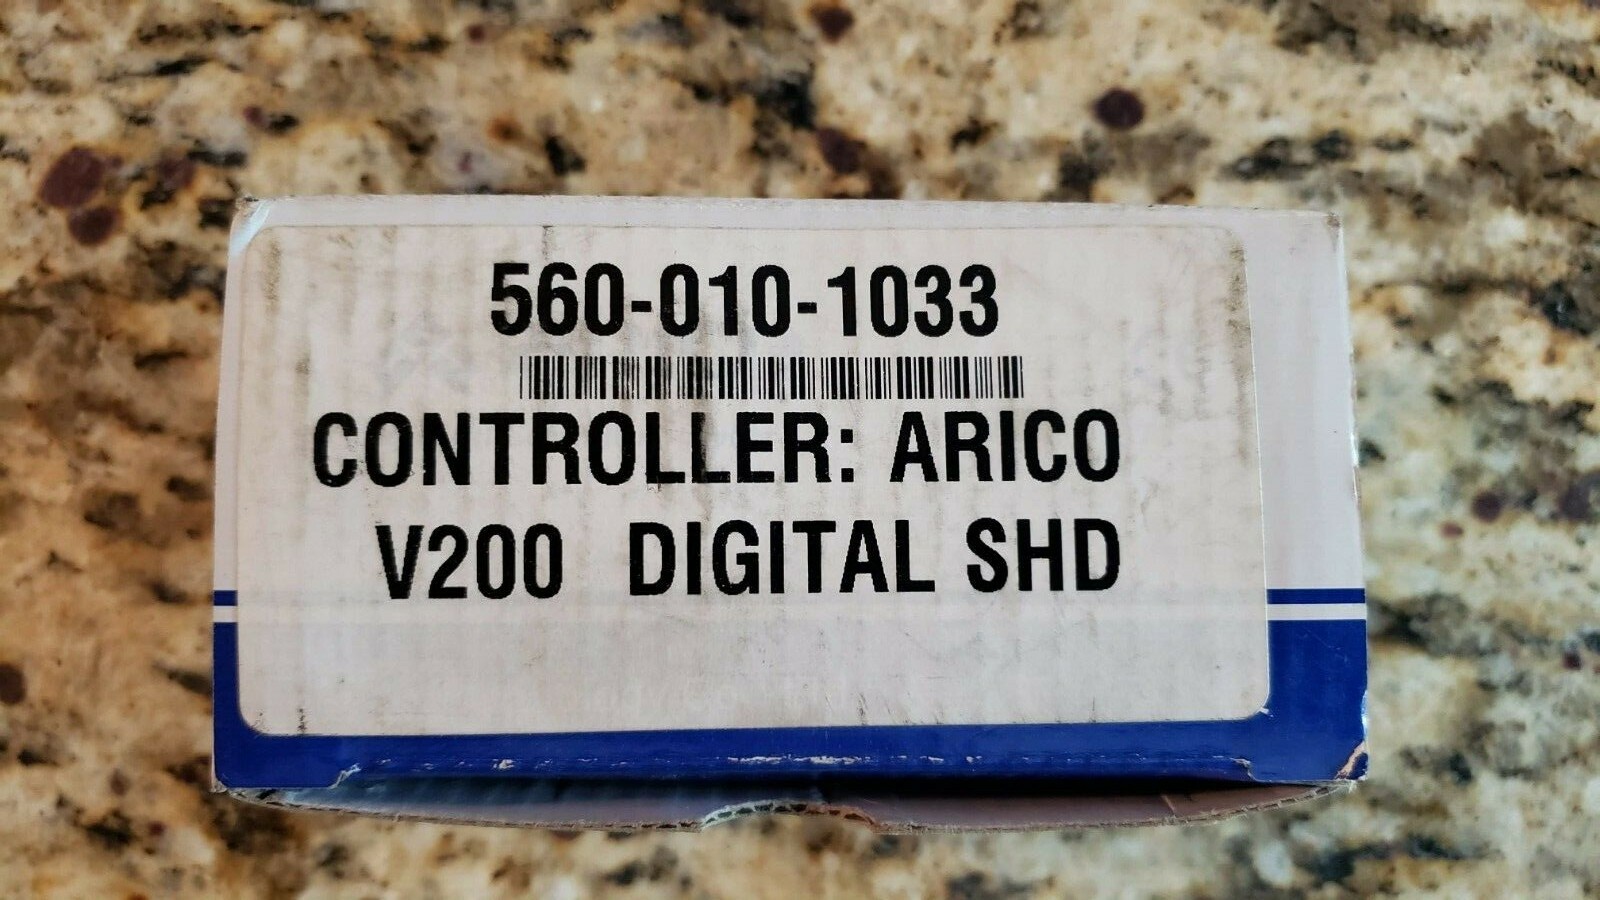 560-010-1033
CONTROLLER: ARICO
V200 DIGITAL SHD